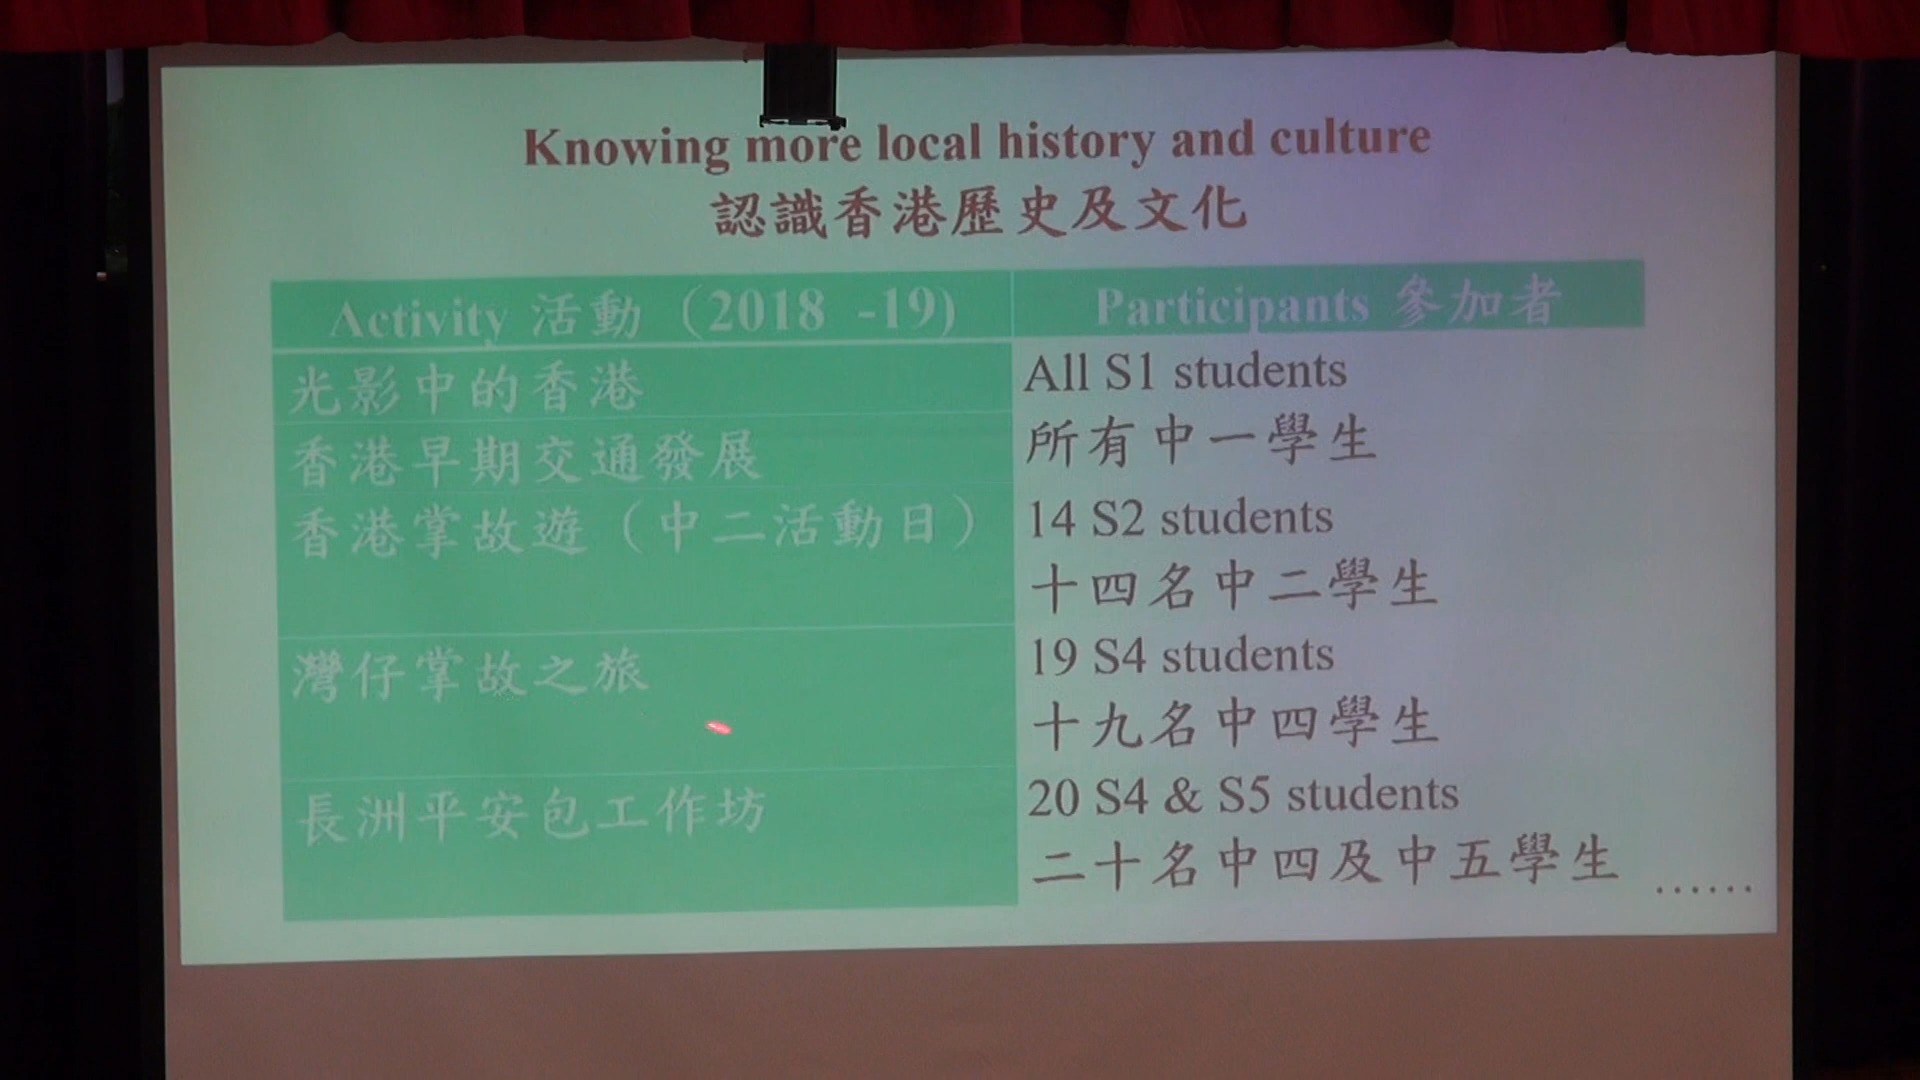 Knowing more local history and culture
認識香港歷史及文化
Activity 活動（2018 -19) Participants 參加者
光影中的香港 All S1 students
香港早期交通發展 所有中一學生
香港掌故遊（中二活動日） 14 S2 students
十四名中二學生
灣仔掌故之旅 19 S4 students
十九名中四學生
長洲平安包工作坊 20 S4 & S5 students
二十名中四及中五學生 ......